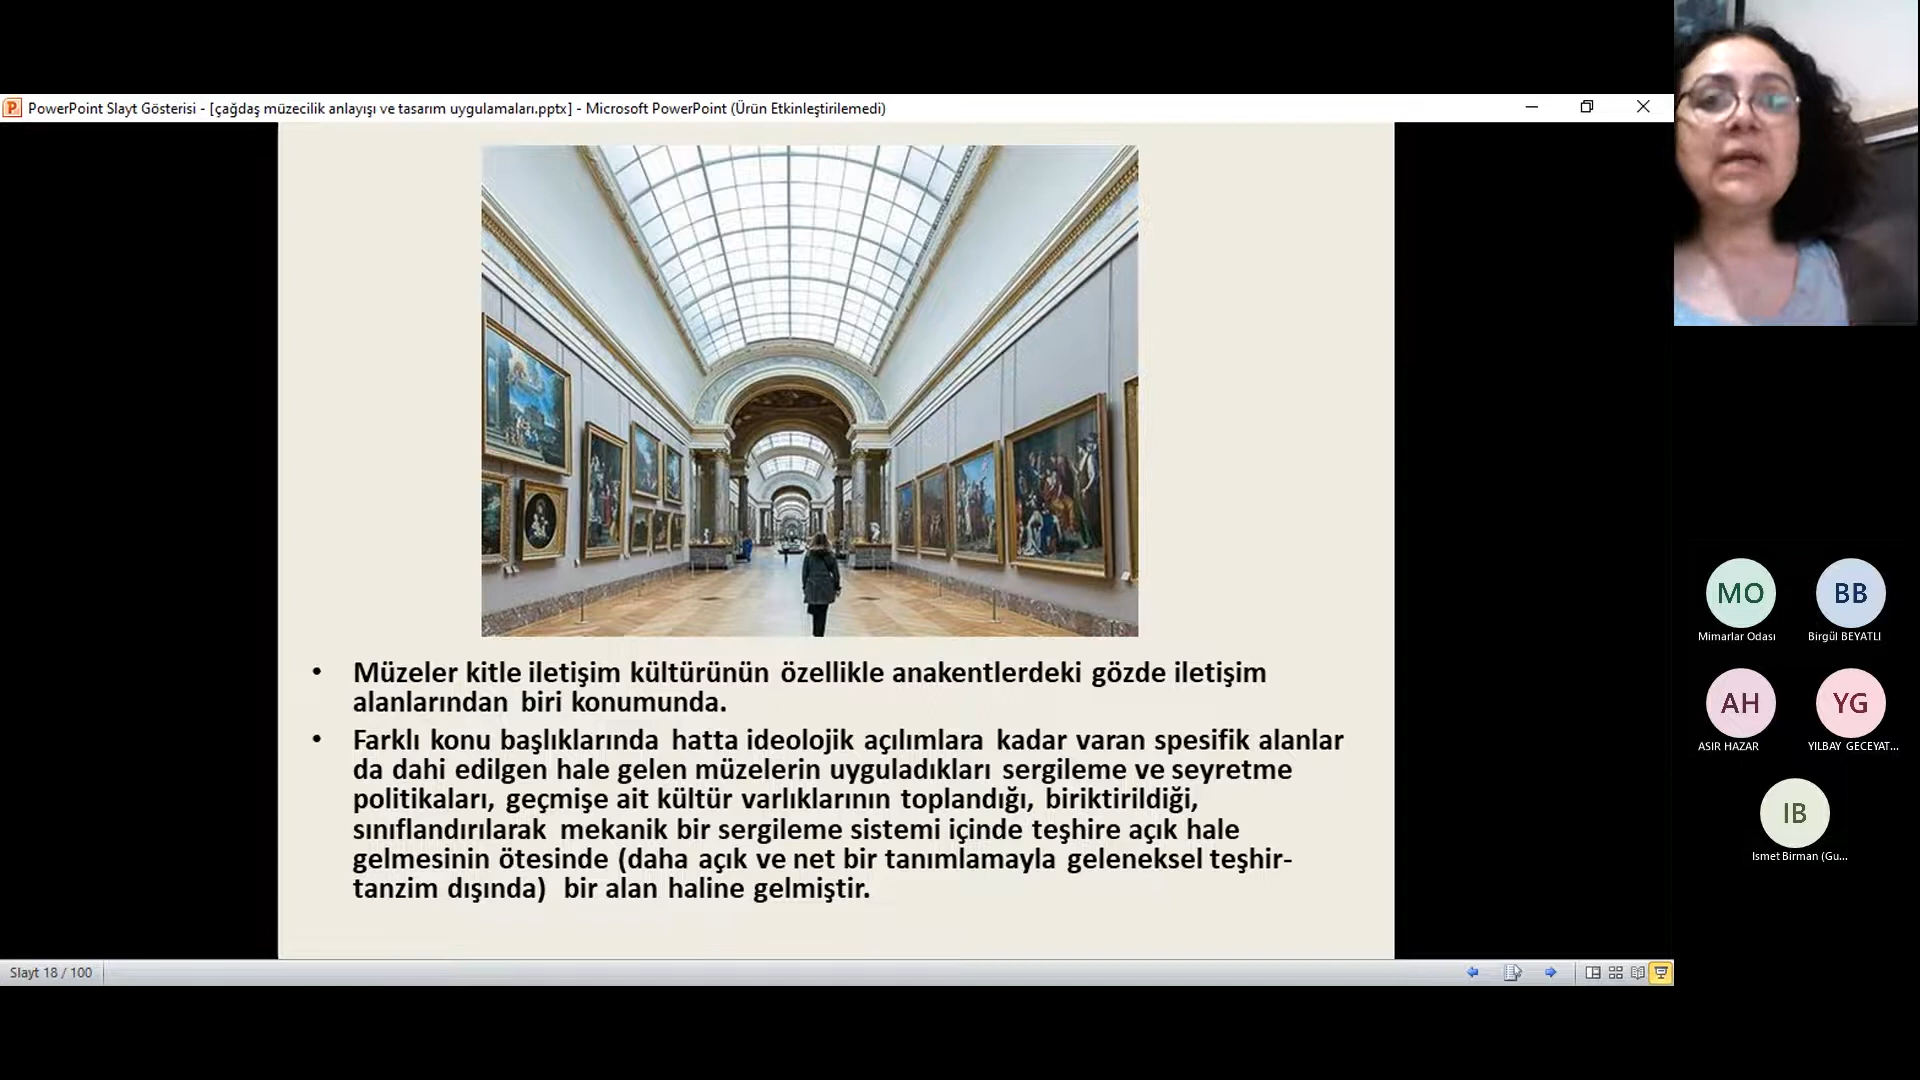 PowerPoint Slayt Gösterisi - [çağdaş müzecilik anlayışı ve tasarım uygulamaları.pptx] - Microsoft PowerPoint (Ürün Etkinleştirilemedi)
• Müzeler kitle iletişim kültürünün özellikle anakentlerdeki gözde iletişim
alanlarından biri konumunda.
• Farklı konu başlıklarında hatta ideolojik açılımlara kadar varan spesifik alanlar
da dahi edilgen hale gelen müzelerin uyguladıkları sergileme ve seyretme
politikaları, geçmişe ait kültür varlıklarının toplandığı, biriktirildiği,
sınıflandırılarak mekanik bir sergileme sistemi içinde teşhire açık hale
gelmesinin ötesinde (daha açık ve net bir tanımlamayla geleneksel teşhir-
tanzim dışında) bir alan haline gelmiştir.
Slayt 18 / 100
MO
Mimarlar Odası
BB
Birgül BEYATLI
AH
ASIR HAZAR
YG
YILBAY GECEYAT...
IB
Ismet Birman (Gu...